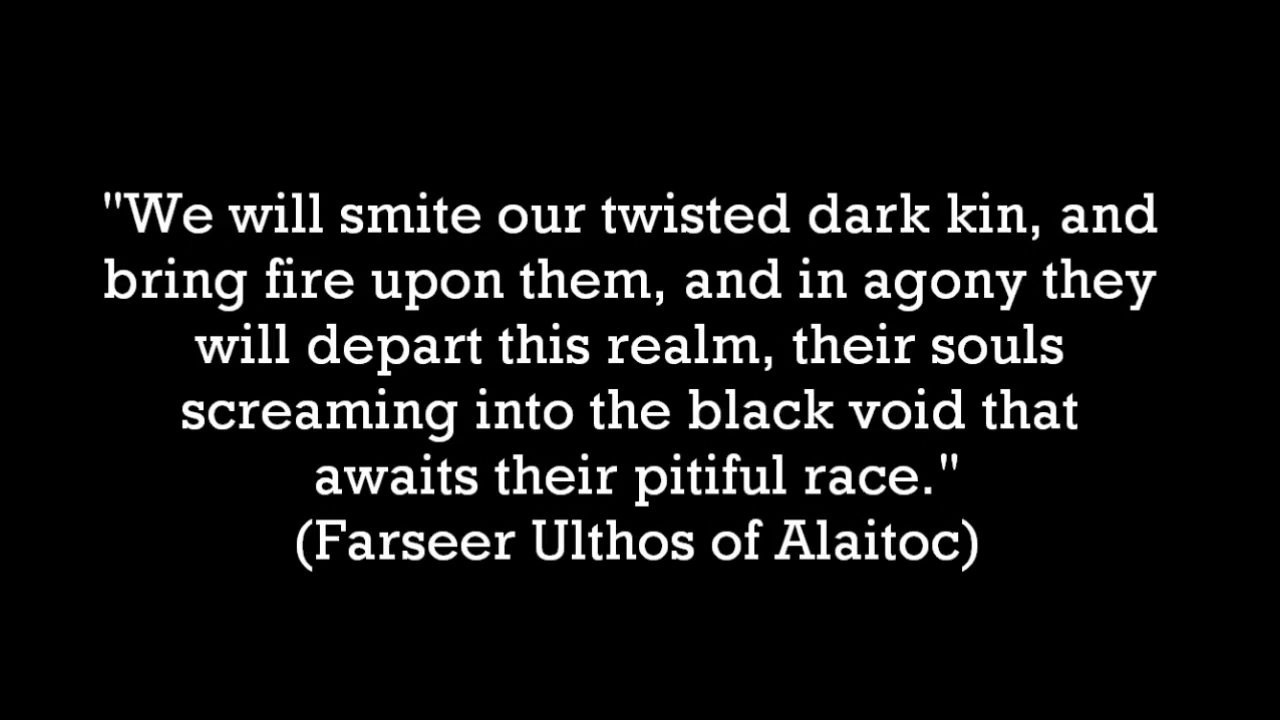 "We will smite our twisted dark kin, and
bring fire upon them, and in agony they
will depart this realm, their souls
screaming into the black void that
awaits their pitiful race."
(Farseer Ulthos of Alaitoc)